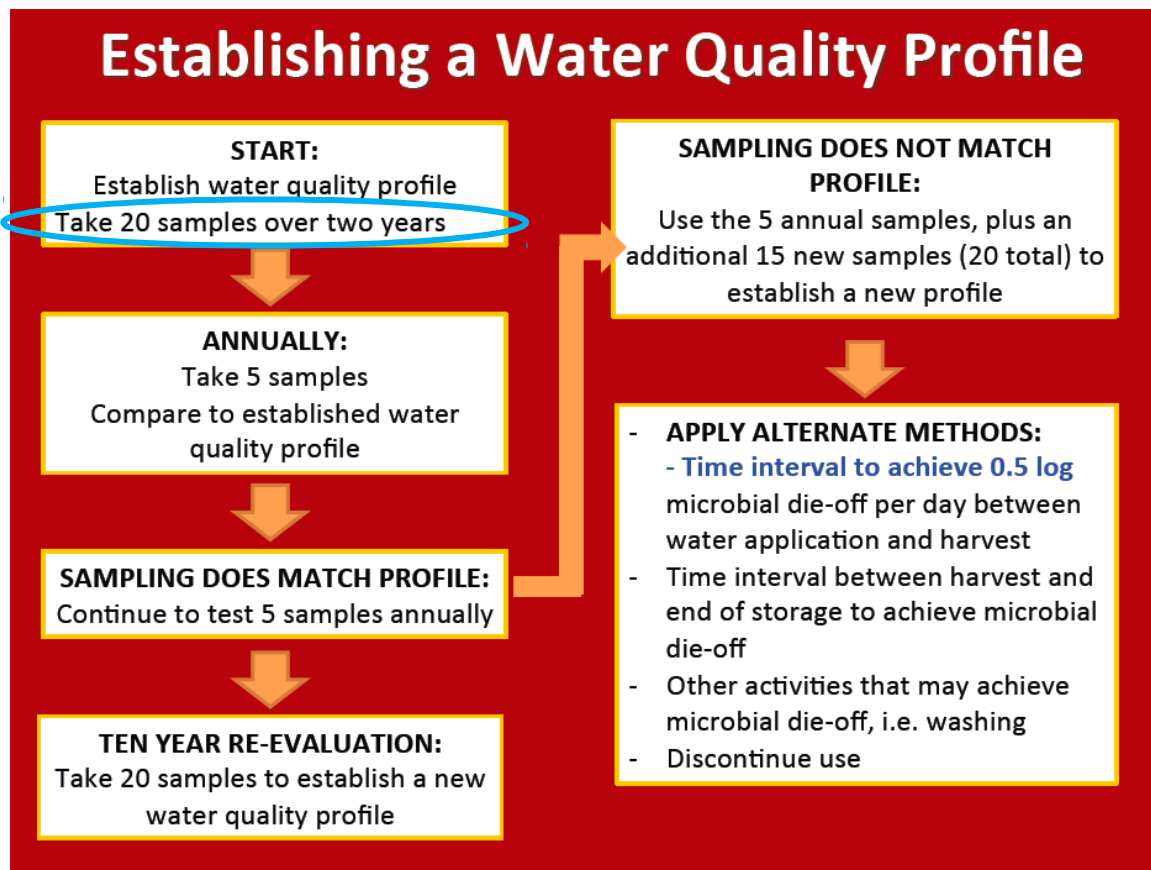 Establishing a Water Quality Profile
START:
Establish water quality profile
Take 20 samples over two years
ANNUALLY:
Take 5 samples
Compare to established water
quality profile
SAMPLING DOES MATCH PROFILE:
Continue to test 5 samples annually
TEN YEAR RE-EVALUATION:
Take 20 samples to establish a new
water quality profile
SAMPLING DOES NOT MATCH
PROFILE:
Use the 5 annual samples, plus an
additional 15 new samples (20 total) to
establish a new profile
- APPLY ALTERNATE METHODS:
- Time interval to achieve 0.5 log
microbial die-off per day between
water application and harvest
- Time interval between harvest and
end of storage to achieve microbial
die-off
- Other activities that may achieve
microbial die-off, i.e. washing
- Discontinue use